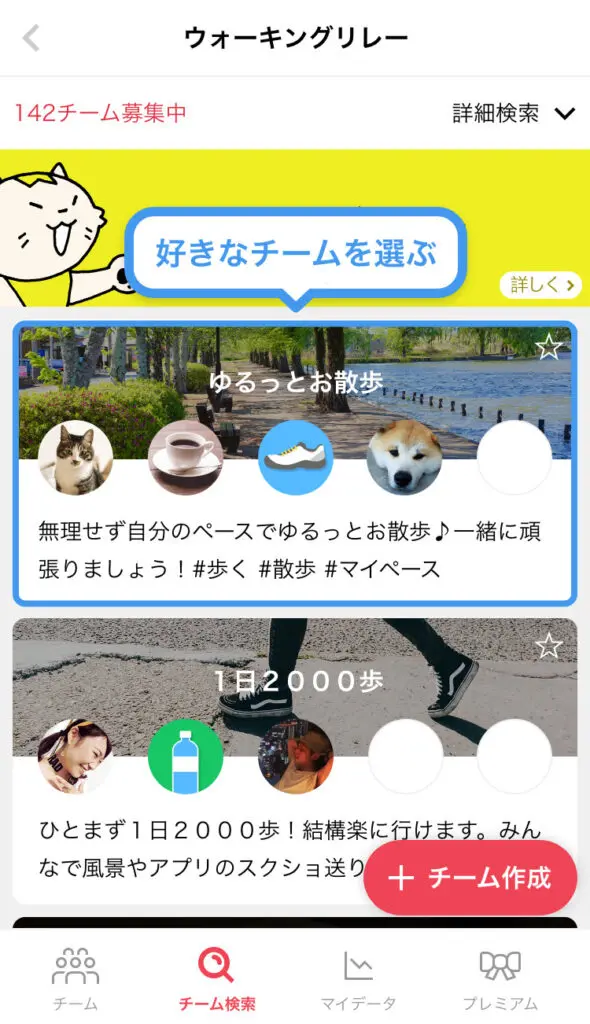 ウォーキングリレー
142チーム募集中
詳細検索
好きなチームを選ぶ
詳しく
ゆるっとお散歩
無理せず自分のペースでゆるっとお散歩♪一緒に頑
張りましょう！#歩く #散歩 #マイペース
1日２０００歩
ひとまず１日２０００歩！結構楽に行けます。みん
なで風景やアプリのスクショ送り
＋ チーム作成
チーム
チーム検索
マイデータ
プレミアム